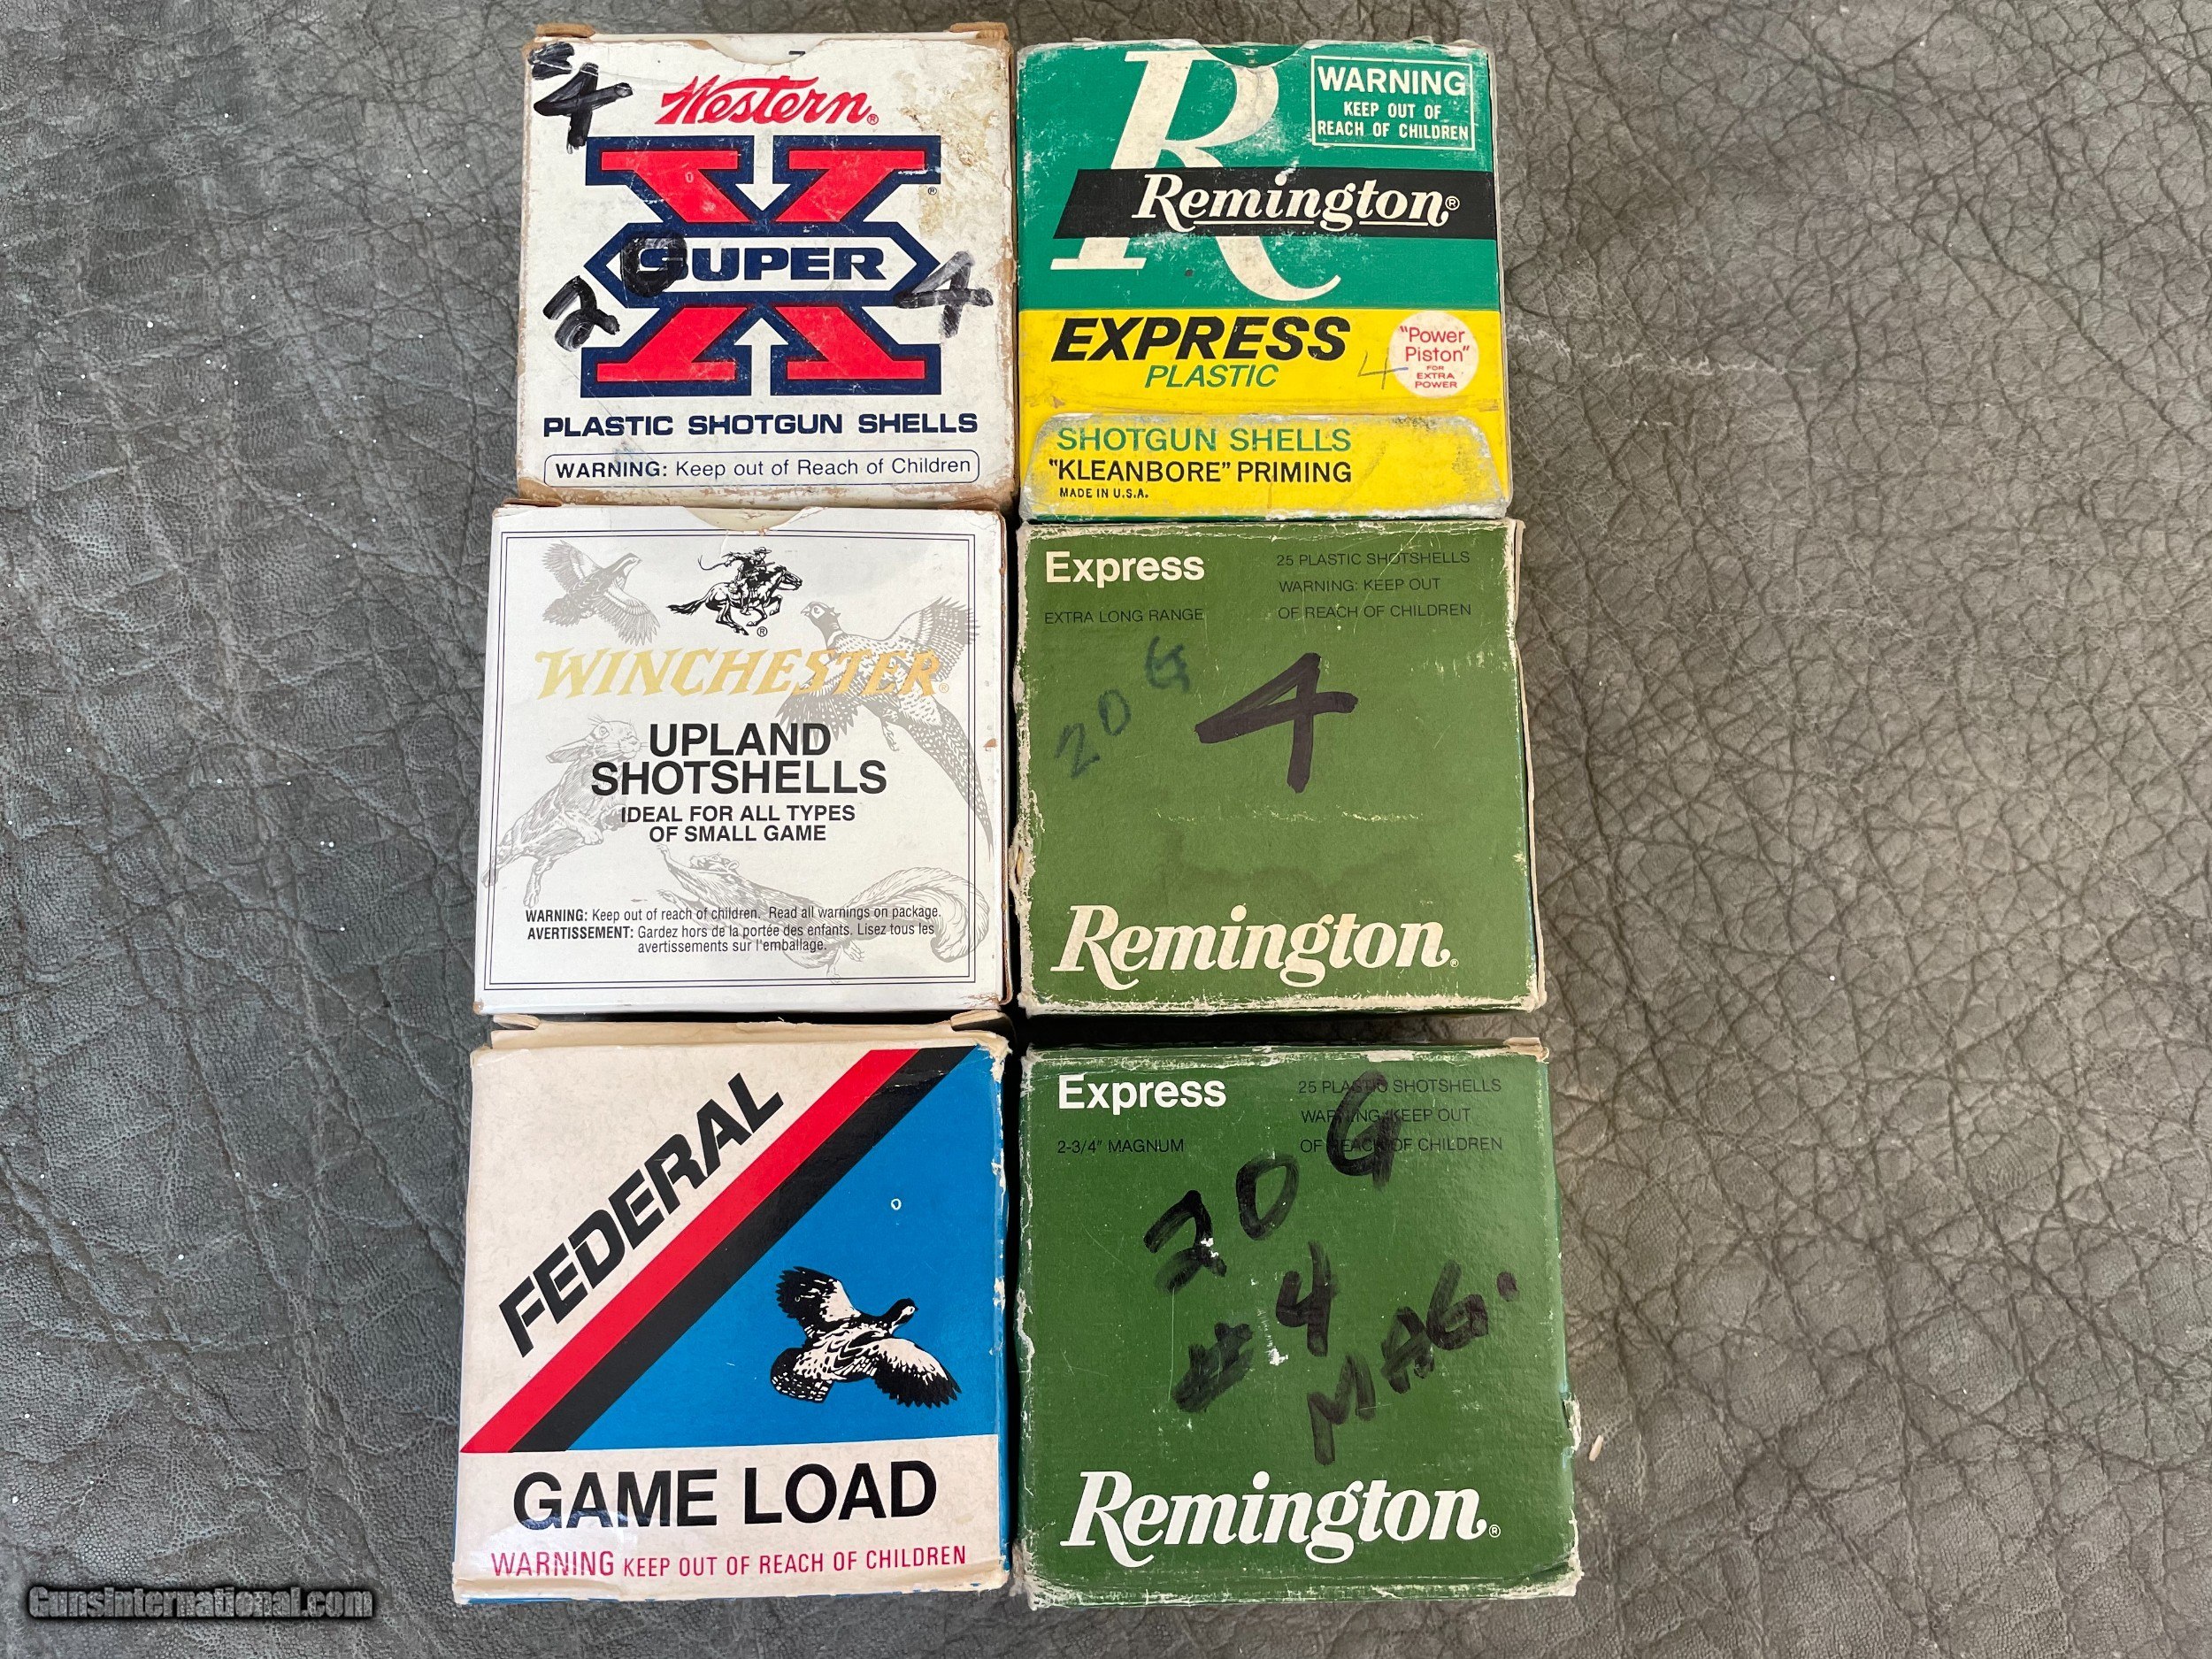 7
4
Western®
SUPER X®
20
4
PLASTIC SHOTGUN SHELLS
WARNING: Keep out of Reach of Children
R
WARNING
KEEP OUT OF
REACH OF CHILDREN
Remington®
EXPRESS
PLASTIC
4
"Power
Piston"
FOR
EXTRA
POWER
SHOTGUN SHELLS
"KLEANBORE" PRIMING
MADE IN U.S.A.
®
WINCHESTER®
UPLAND
SHOTSHELLS
IDEAL FOR ALL TYPES
OF SMALL GAME
WARNING: Keep out of reach of children. Read all warnings on package.
AVERTISSEMENT: Gardez hors de la portée des enfants. Lisez tous les
avertissements sur l'emballage.
Express
EXTRA LONG RANGE
25 PLASTIC SHOTSHELLS
WARNING: KEEP OUT
OF REACH OF CHILDREN
20 G
4
Remington®
FEDERAL
GAME LOAD
WARNING KEEP OUT OF REACH OF CHILDREN
Express
2-3/4" MAGNUM
25 PLASTIC SHOTSHELLS
WARNING: KEEP OUT
OF REACH OF CHILDREN
20 G
#4
MAG.
Remington®
Gunsinternational.com